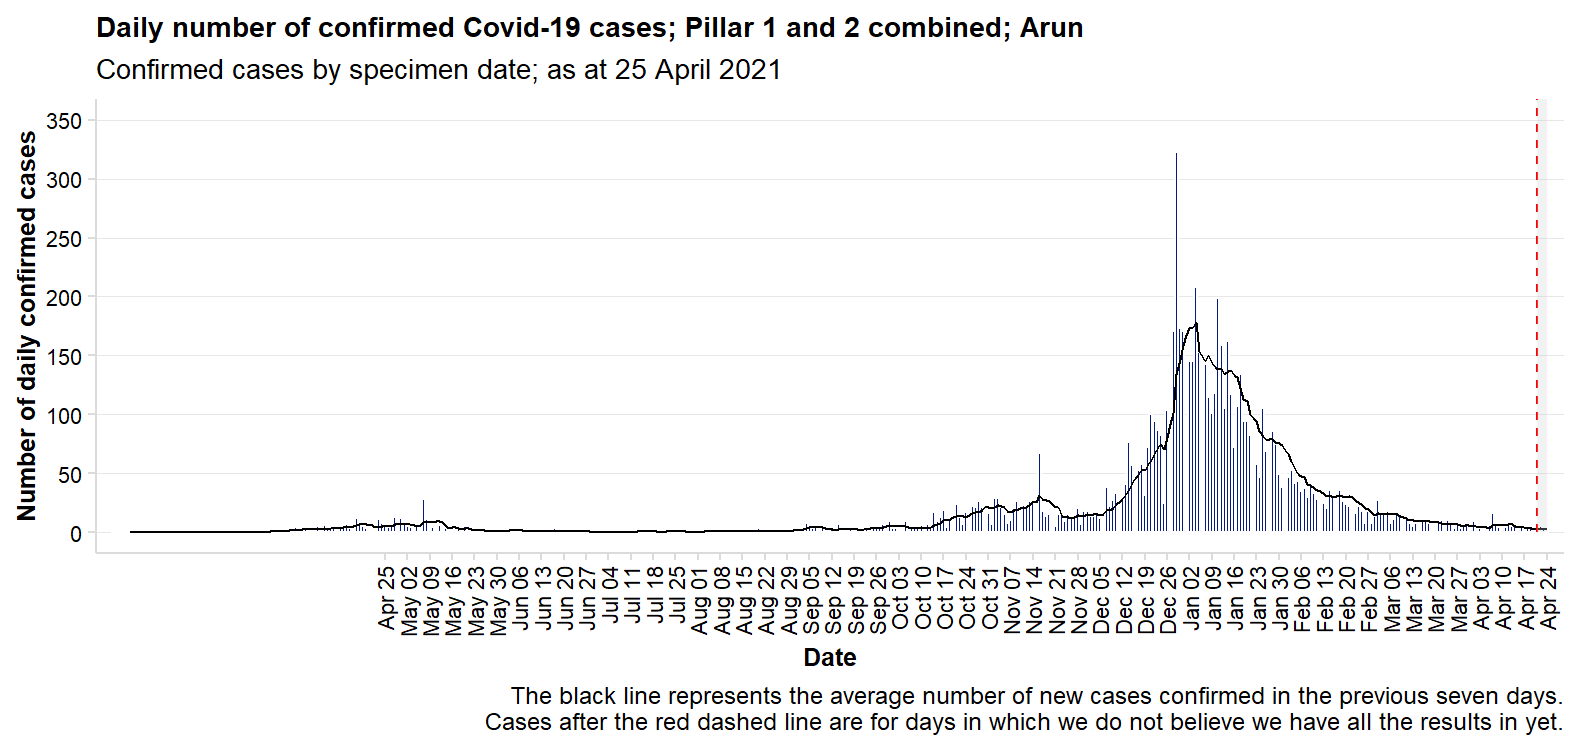 Daily number of confirmed Covid-19 cases; Pillar 1 and 2 combined; Arun
Confirmed cases by specimen date; as at 25 April 2021
Number of daily confirmed cases
350
300
250
200
150
100
50
0
Apr 25
May 02
May 09
May 16
May 23
May 30
Jun 06
Jun 13
Jun 20
Jun 27
Jul 04
Jul 11
Jul 18
Jul 25
Aug 01
Aug 08
Aug 15
Aug 22
Aug 29
Sep 05
Sep 12
Sep 19
Sep 26
Oct 03
Oct 10
Oct 17
Oct 24
Oct 31
Nov 07
Nov 14
Nov 21
Nov 28
Dec 05
Dec 12
Dec 19
Dec 26
Jan 02
Jan 09
Jan 16
Jan 23
Jan 30
Feb 06
Feb 13
Feb 20
Feb 27
Mar 06
Mar 13
Mar 20
Mar 27
Apr 03
Apr 10
Apr 17
Apr 24
Date
The black line represents the average number of new cases confirmed in the previous seven days.
Cases after the red dashed line are for days in which we do not believe we have all the results in yet.